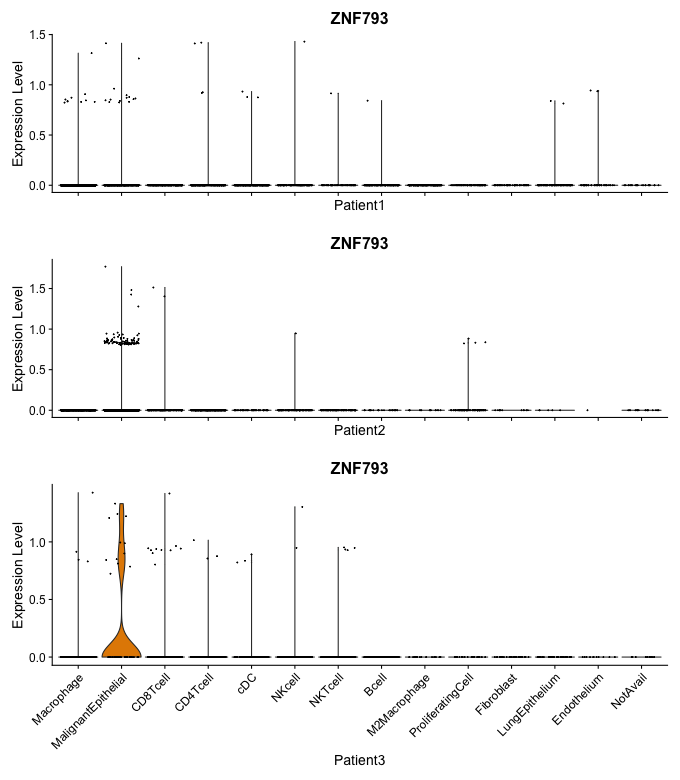 ZNF793
Expression Level
1.5
1.0
0.5
0.0
Patient1
ZNF793
Expression Level
1.5
1.0
0.5
0.0
Patient2
ZNF793
Expression Level
1.0
0.5
0.0
Macrophage
MalignantEpithelial
CD8Tcell
CD4Tcell
cDC
NKcell
NKTcell
Bcell
M2Macrophage
ProliferatingCell
Fibroblast
LungEpithelium
Endothelium
NotAvail
Patient3